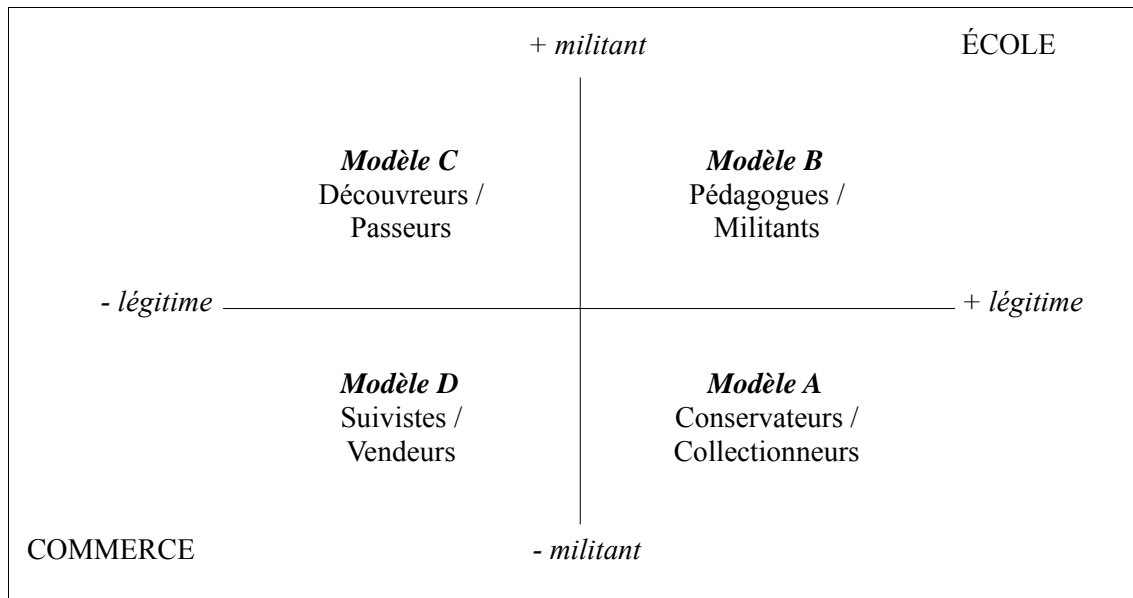 + militant
ÉCOLE
Modèle C
Découvreurs /
Passeurs
Modèle B
Pédagogues /
Militants
- légitime
+ légitime
Modèle D
Suivistes /
Vendeurs
Modèle A
Conservateurs /
Collectionneurs
COMMERCE
- militant